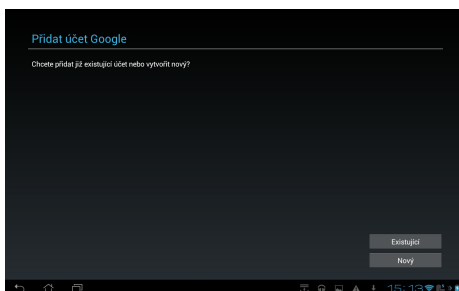 Přidat účet Google
Chcete přidat již existující účet nebo vytvořit nový?
Existující
Nový
15:13